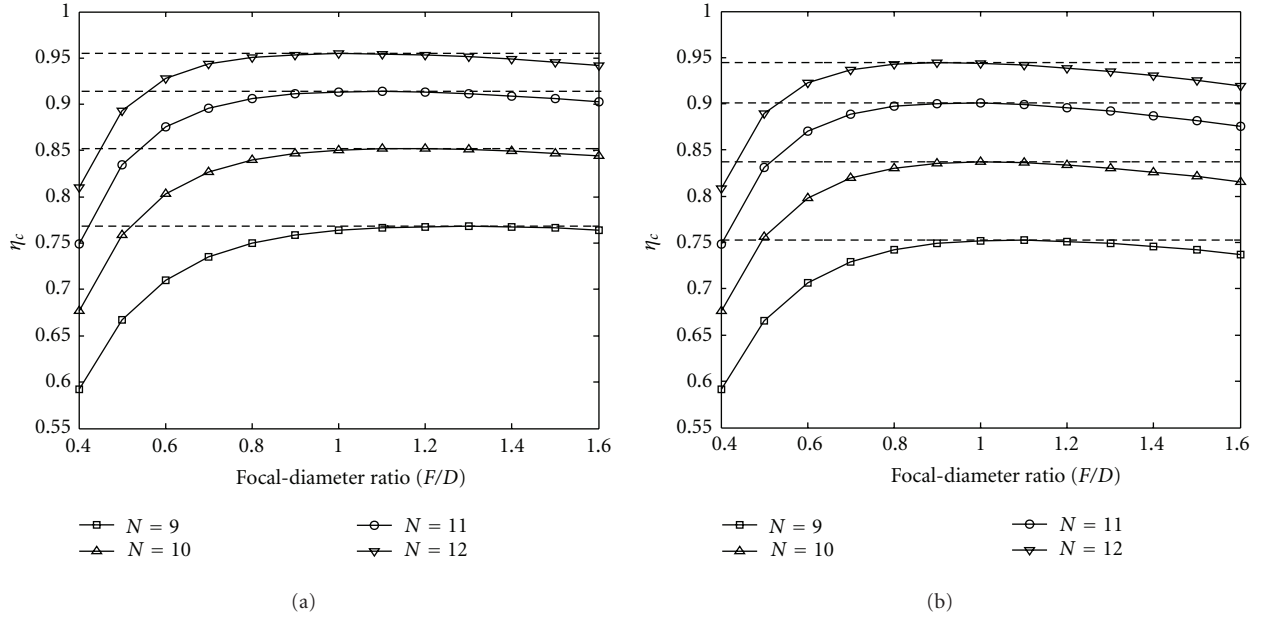 1
0.95
0.9
0.85
0.8
0.75
0.7
0.65
0.6
0.55
ηc
0.4 0.6 0.8 1 1.2 1.4 1.6
Focal-diameter ratio (F/D)
N = 9
N = 10
N = 11
N = 12
(a)
1
0.95
0.9
0.85
0.8
0.75
0.7
0.65
0.6
0.55
ηc
0.4 0.6 0.8 1 1.2 1.4 1.6
Focal-diameter ratio (F/D)
N = 9
N = 10
N = 11
N = 12
(b)